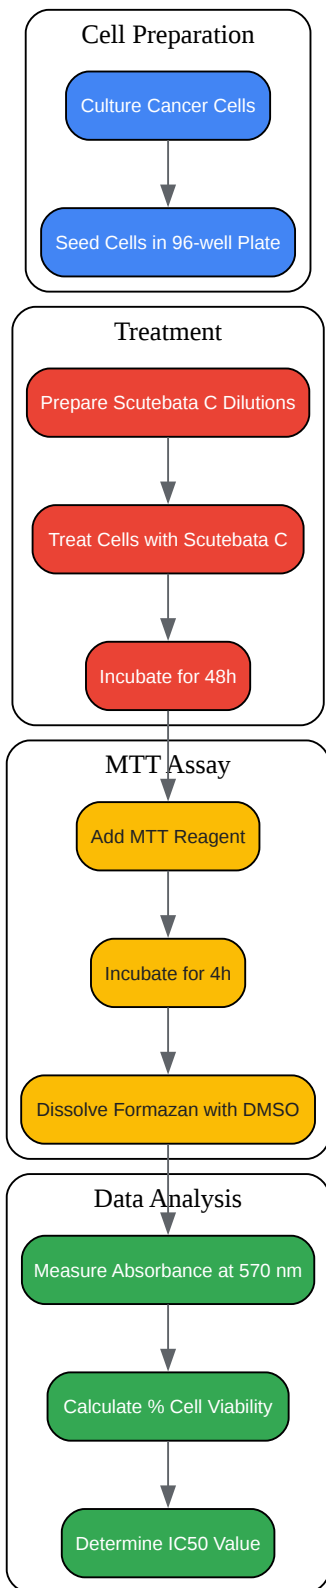 Cell Preparation
Culture Cancer Cells
Seed Cells in 96-well Plate
Treatment
Prepare Scutebata C Dilutions
Treat Cells with Scutebata C
Incubate for 48h
MTT Assay
Add MTT Reagent
Incubate for 4h
Dissolve Formazan with DMSO
Data Analysis
Measure Absorbance at 570 nm
Calculate % Cell Viability
Determine IC50 Value